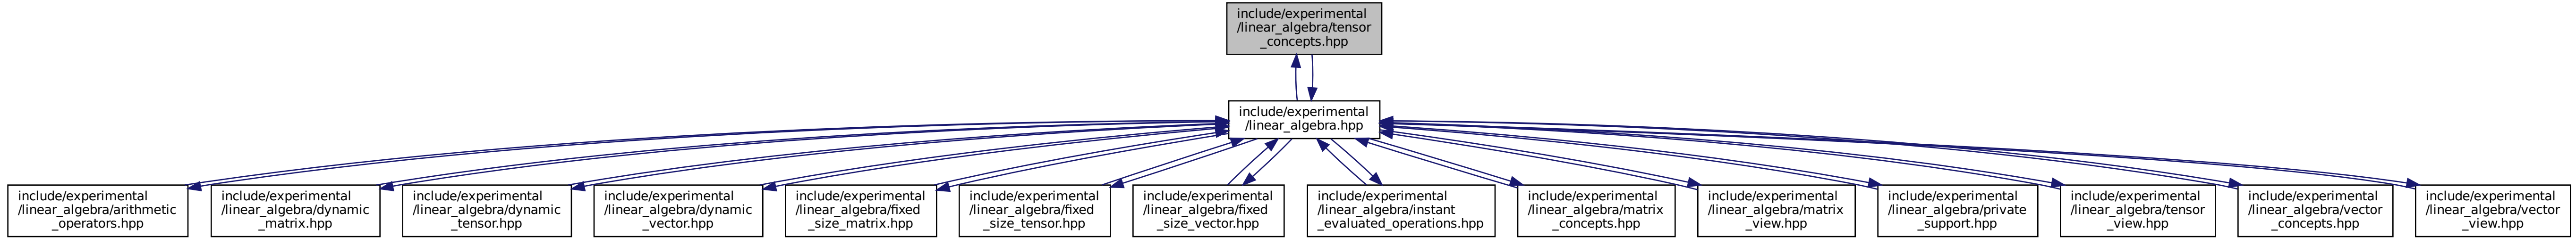 include/experimental
/linear_algebra/tensor
_concepts.hpp
include/experimental
/linear_algebra.hpp
include/experimental
/linear_algebra/arithmetic
_operators.hpp
include/experimental
/linear_algebra/dynamic
_matrix.hpp
include/experimental
/linear_algebra/dynamic
_tensor.hpp
include/experimental
/linear_algebra/dynamic
_vector.hpp
include/experimental
/linear_algebra/fixed
_size_matrix.hpp
include/experimental
/linear_algebra/fixed
_size_tensor.hpp
include/experimental
/linear_algebra/fixed
_size_vector.hpp
include/experimental
/linear_algebra/instant
_evaluated_operations.hpp
include/experimental
/linear_algebra/matrix
_concepts.hpp
include/experimental
/linear_algebra/matrix
_view.hpp
include/experimental
/linear_algebra/private
_support.hpp
include/experimental
/linear_algebra/tensor
_view.hpp
include/experimental
/linear_algebra/vector
_concepts.hpp
include/experimental
/linear_algebra/vector
_view.hpp